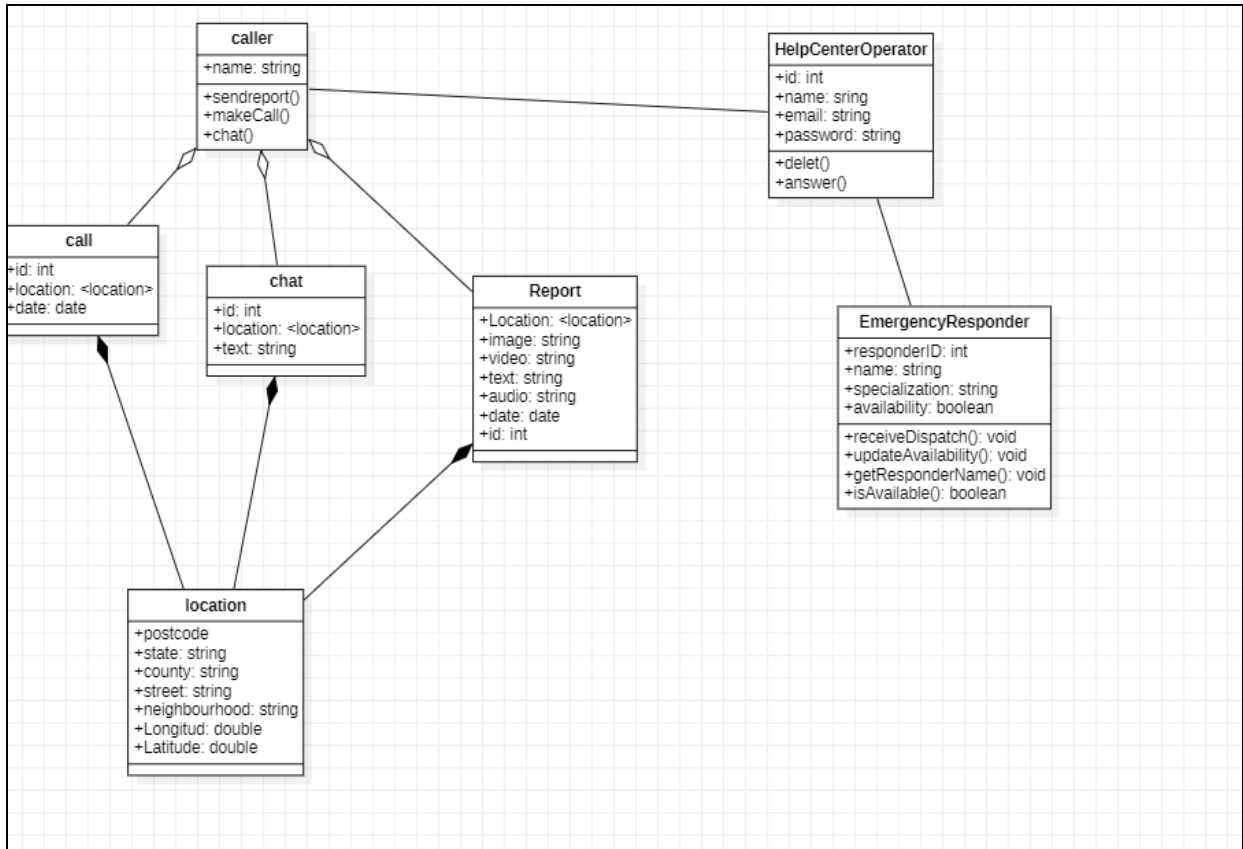 caller
+name: string
+sendreport()
+makeCall()
+chat()
HelpCenterOperator
+id: int
+name: sring
+email: string
+password: string
+delet()
+answer()
call
+id: int
+location: <location>
+date: date
chat
+id: int
+location: <location>
+text: string
Report
+Location: <location>
+image: string
+video: string
+text: string
+audio: string
+date: date
+id: int
EmergencyResponder
+responderID: int
+name: string
+specialization: string
+availability: boolean
+receiveDispatch(): void
+updateAvailability(): void
+getResponderName(): void
+isAvailable(): boolean
location
+postcode
+state: string
+county: string
+street: string
+neighbourhood: string
+Longitud: double
+Latitude: double